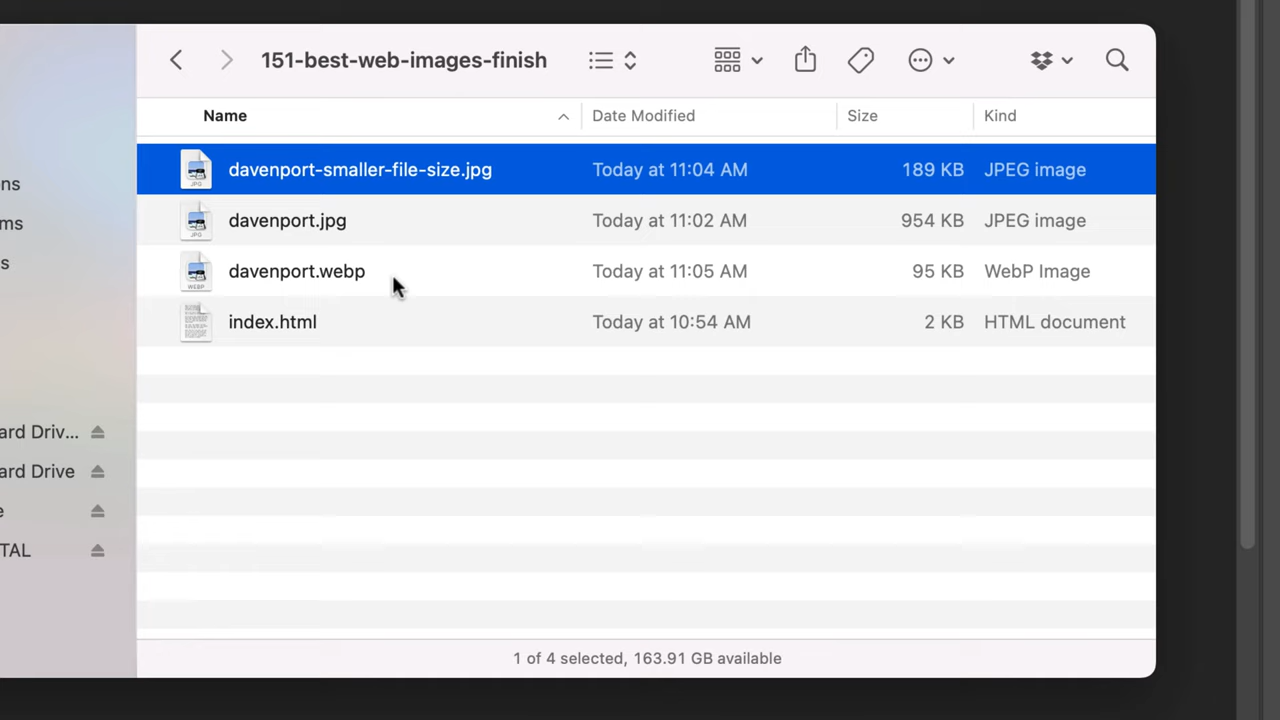 151-best-web-images-finish
Name Date Modified Size Kind
davenport-smaller-file-size.jpg Today at 11:04 AM 189 KB JPEG image
ns
davenport.jpg Today at 11:02 AM 954 KB JPEG image
ms
s
davenport.webp Today at 11:05 AM 95 KB WebP Image
index.html Today at 10:54 AM 2 KB HTML document
ard Driv...
ard Drive
e
TAL
1 of 4 selected, 163.91 GB available